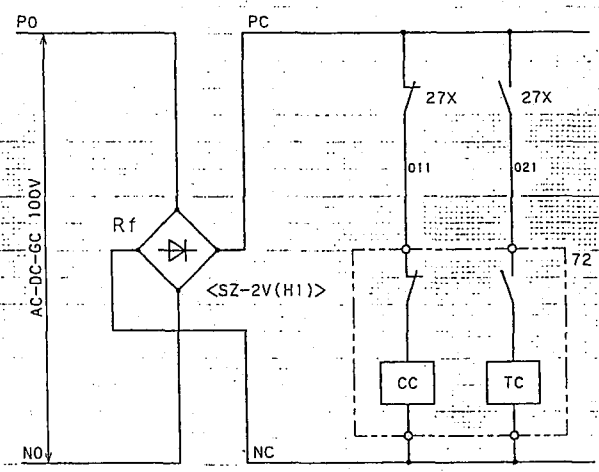 PO
PC
27X
27X
011
021
AC-DC-GC 100V
Rf
<SZ-2V(H1)>
72
CC
TC
NO
NC